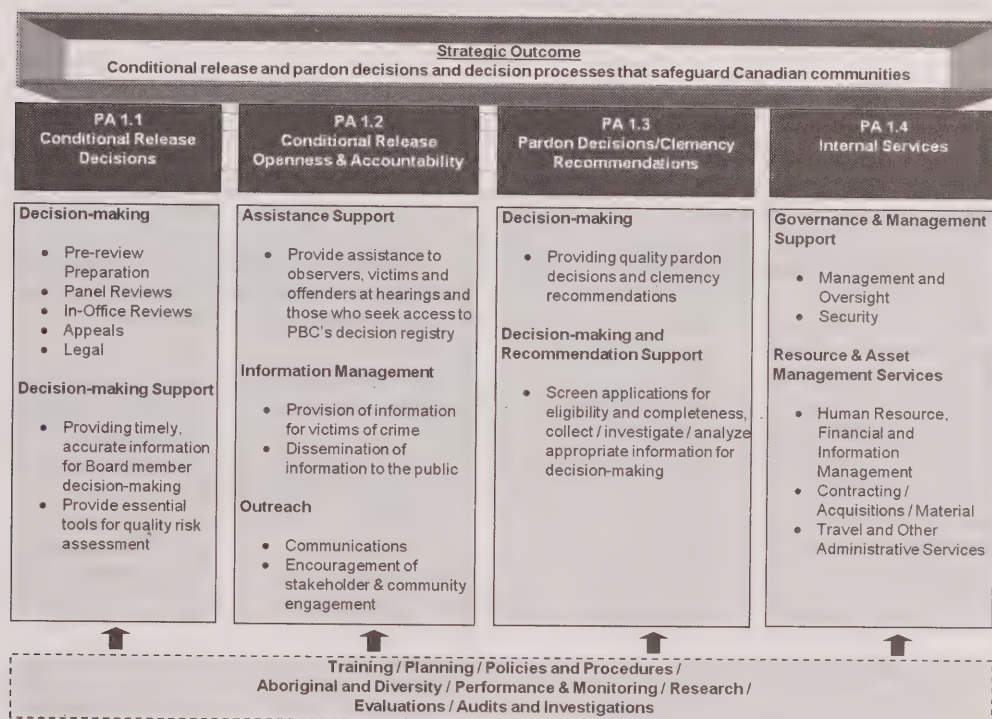 Strategic Outcome
Conditional release and pardon decisions and decision processes that safeguard Canadian communities
PA 1.1
Conditional Release
Decisions
Decision-making
• Pre-review
Preparation
• Panel Reviews
• In-Office Reviews
• Appeals
• Legal
Decision-making Support
• Providing timely,
accurate information
for Board member
decision-making
• Provide essential
tools for quality risk
assessment
PA 1.2
Conditional Release
Openness & Accountability
Assistance Support
• Provide assistance to
observers, victims and
offenders at hearings and
those who seek access to
PBC's decision registry
Information Management
• Provision of information
for victims of crime
• Dissemination of
information to the public
Outreach
• Communications
• Encouragement of
stakeholder & community
engagement
PA 1.3
Pardon Decisions/Clemency
Recommendations
Decision-making
• Providing quality pardon
decisions and clemency
recommendations
Decision-making and
Recommendation Support
• Screen applications for
eligibility and completeness,
collect / investigate / analyze
appropriate information for
decision-making
PA 1.4
Internal Services
Governance & Management
Support
• Management and
Oversight
• Security
Resource & Asset
Management Services
• Human Resource,
Financial and
Information
Management
• Contracting /
Acquisitions / Material
• Travel and Other
Administrative Services
Training / Planning / Policies and Procedures /
Aboriginal and Diversity / Performance & Monitoring / Research /
Evaluations / Audits and Investigations